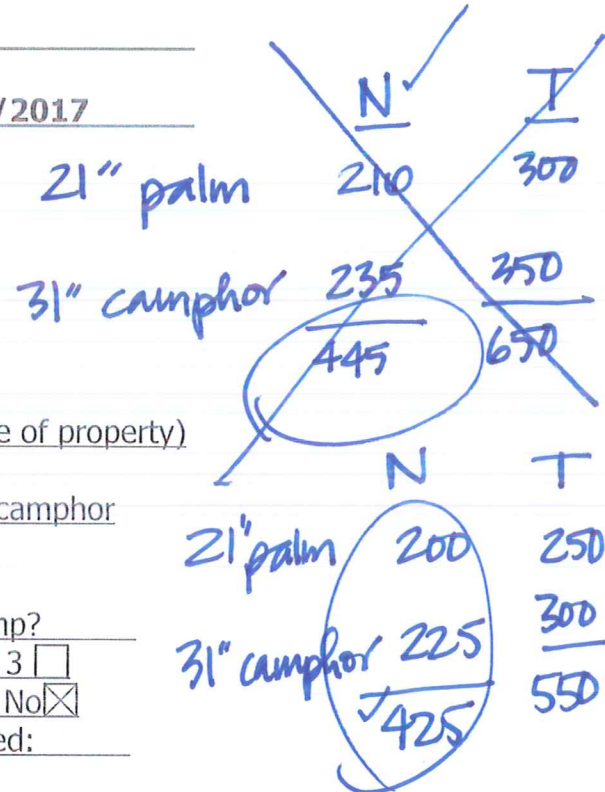 /2017
N T
21" palm 210 300
31" camphor 235 350
445 650
e of property)
N T
camphor
21" palm 200 250
np?
31" camphor 225 300
3
No
425 550
ed: